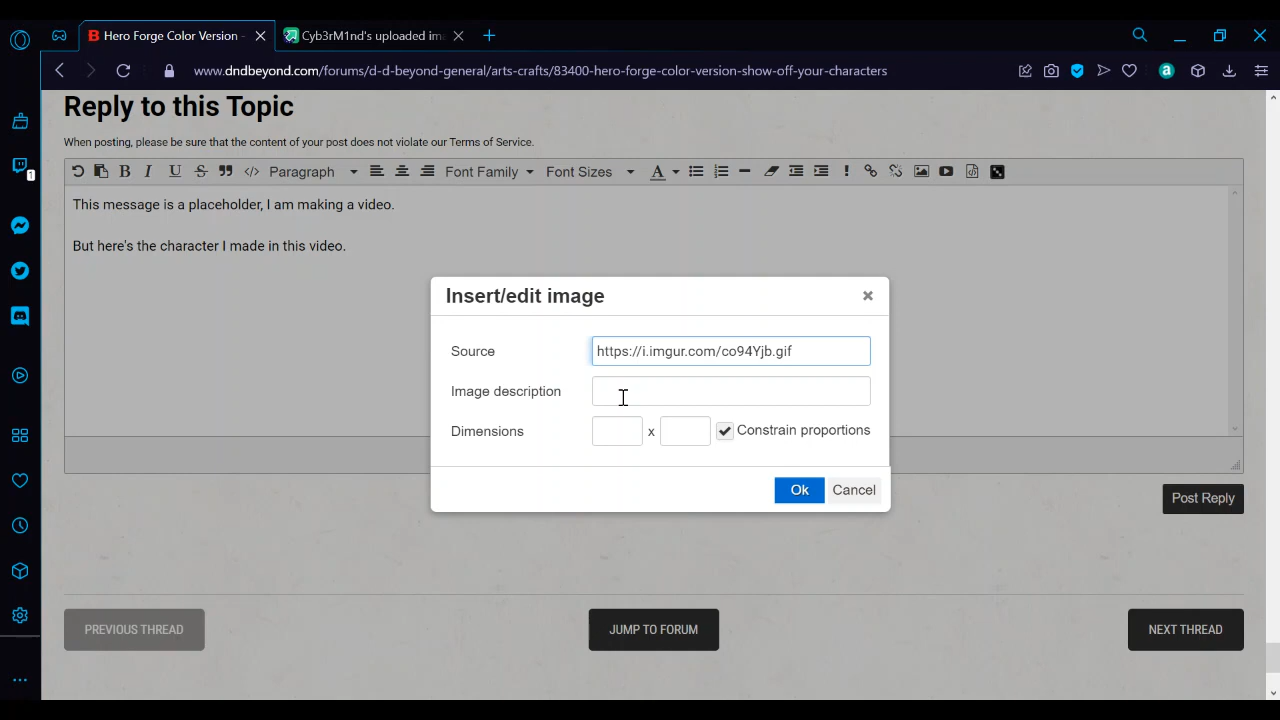 Hero Forge Color Version -
Cyb3rM1nd's uploaded im
www.dndbeyond.com/forums/d-d-beyond-general/arts-crafts/83400-hero-forge-color-version-show-off-your-characters
a
1
Reply to this Topic
When posting, please be sure that the content of your post does not violate our Terms of Service.
B I U S Paragraph Font Family Font Sizes A
This message is a placeholder, I am making a video.
But here's the character I made in this video.
Insert/edit image
Source https://i.imgur.com/co94Yjb.gif
Image description
Dimensions x Constrain proportions
Ok Cancel
Post Reply
PREVIOUS THREAD JUMP TO FORUM NEXT THREAD